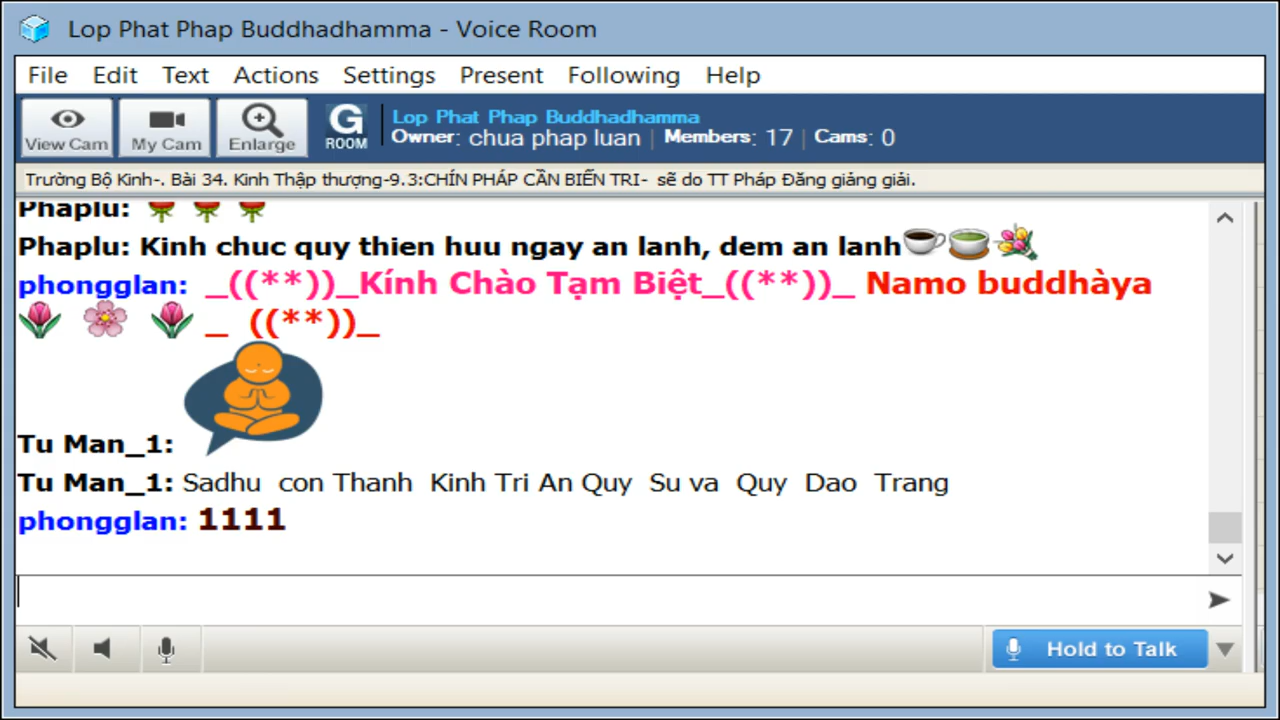 Lop Phat Phap Buddhadhamma - Voice Room
File Edit Text Actions Settings Present Following Help
View Cam My Cam Enlarge G ROOM Lop Phat Phap Buddhadhamma
Owner: chua phap luan | Members: 17 | Cams: 0
Trường Bộ Kinh-. Bài 34. Kinh Thập thượng-9.3:CHÍN PHÁP CẦN BIẾN TRI- sẽ do TT Pháp Đăng giảng giải.
Phaplu:
Phaplu: Kinh chuc quy thien huu ngay an lanh, dem an lanh
phongglan: _((**))_Kính Chào Tạm Biệt_((**))_ Namo buddhàya
_ ((**))_
Tu Man_1:
Tu Man_1: Sadhu con Thanh Kinh Tri An Quy Su va Quy Dao Trang
phongglan: 1111
Hold to Talk